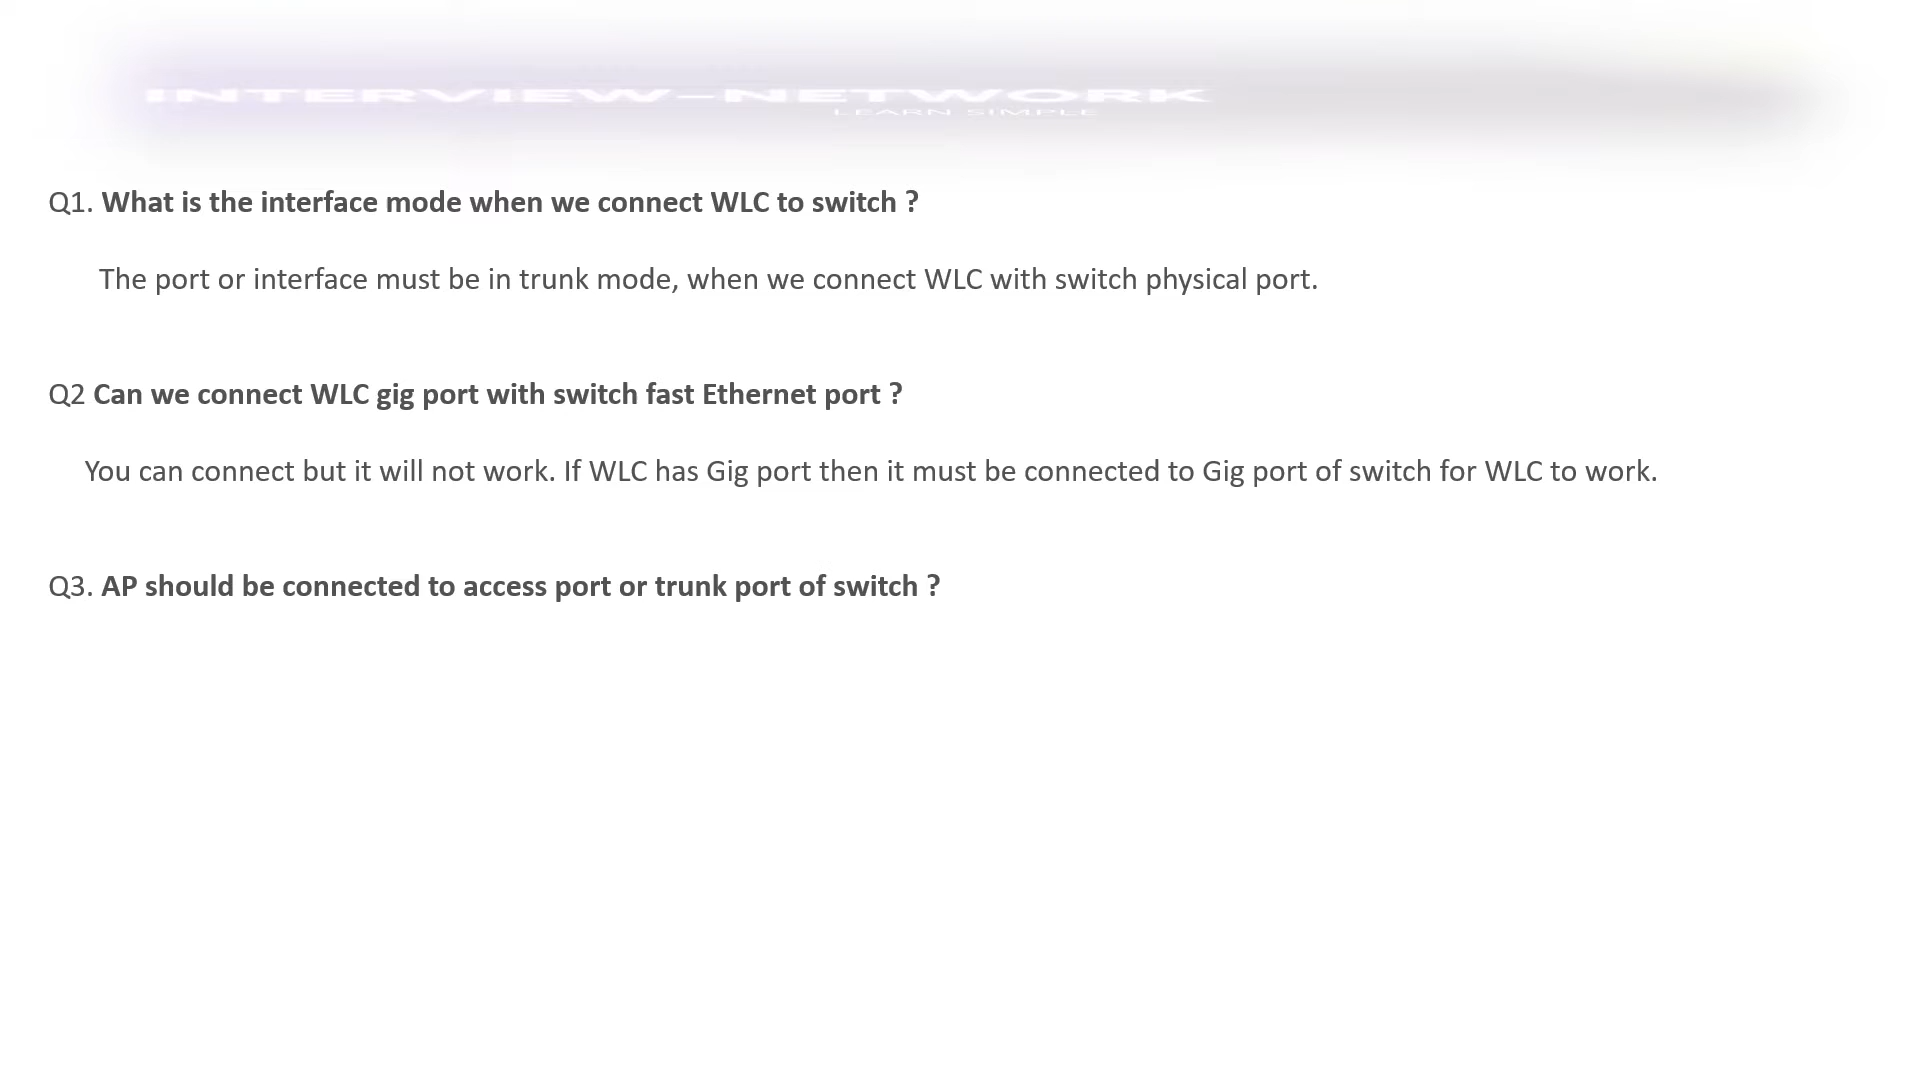 INTERVIEW-NETWORK
LEARN SIMPLE
Q1. What is the interface mode when we connect WLC to switch ?
The port or interface must be in trunk mode, when we connect WLC with switch physical port.
Q2 Can we connect WLC gig port with switch fast Ethernet port ?
You can connect but it will not work. If WLC has Gig port then it must be connected to Gig port of switch for WLC to work.
Q3. AP should be connected to access port or trunk port of switch ?